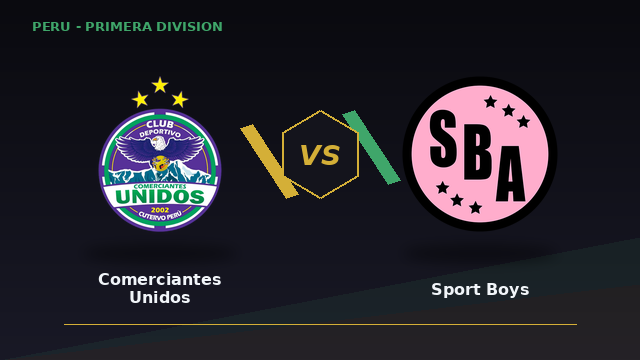 PERU - PRIMERA DIVISION
CLUB
DEPORTIVO
COMERCIANTES
UNIDOS
2002
CUTERVO PERÚ
VS
SBA
Comerciantes
Unidos
Sport Boys